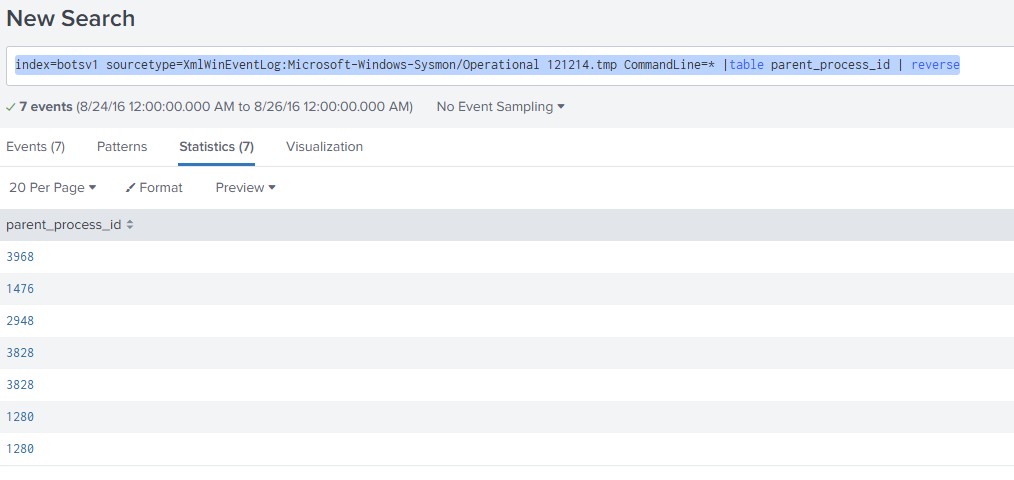 New Search
index=botsv1 sourcetype=XmlWinEventLog:Microsoft-Windows-Sysmon/Operational 121214.tmp CommandLine=* |table parent_process_id | reverse
7 events (8/24/16 12:00:00.000 AM to 8/26/16 12:00:00.000 AM) No Event Sampling
Events (7) Patterns Statistics (7) Visualization
20 Per Page Format Preview
parent_process_id
3968
1476
2948
3828
3828
1280
1280